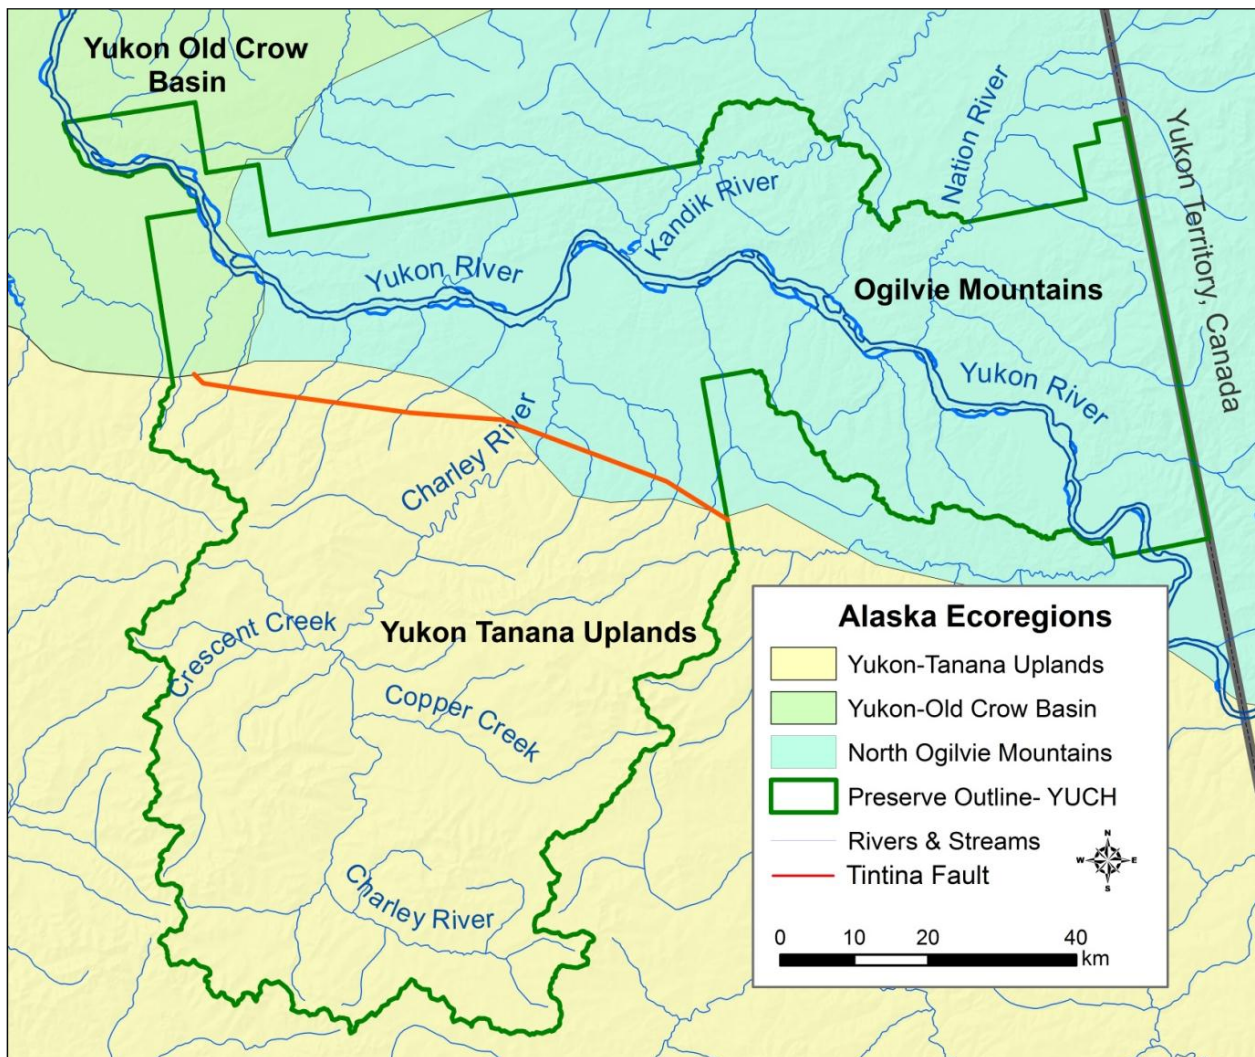 Yukon Old Crow
Basin
Nation River
Yukon Territory, Canada
Kandik River
Yukon RIver
Ogilvie Mountains
Yukon River
Charley River
Crescent Creek
Yukon Tanana Uplands
Copper Creek
Charley River
Alaska Ecoregions
Yukon-Tanana Uplands
Yukon-Old Crow Basin
North Ogilvie Mountains
Preserve Outline- YUCH
Rivers & Streams
Tintina Fault
N
W E
S
0 10 20 40
km